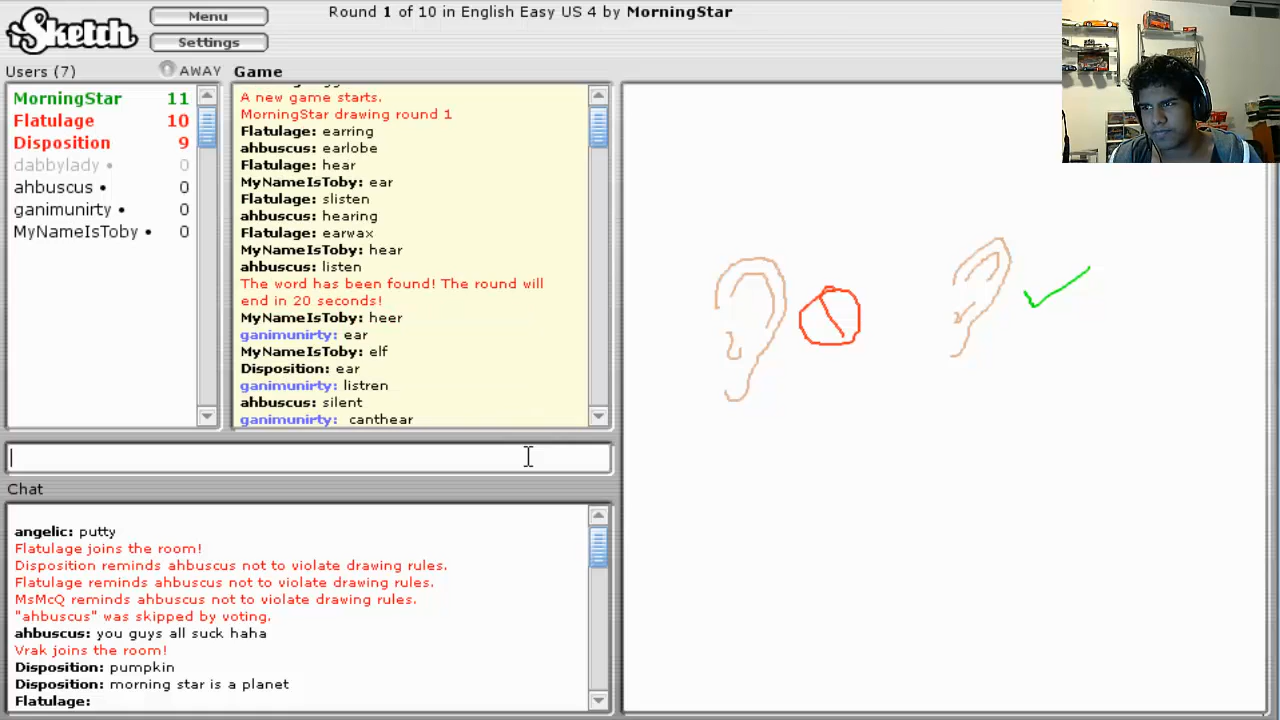 iSketch
Menu
Settings
Round 1 of 10 in English Easy US 4 by MorningStar
Users (7)
AWAY
MorningStar 11
Flatulage 10
Disposition 9
dabbylady • 0
ahbuscus • 0
ganimunirty • 0
MyNameIsToby • 0
Game
A new game starts.
MorningStar drawing round 1
Flatulage: earring
ahbuscus: earlobe
Flatulage: hear
MyNameIsToby: ear
Flatulage: slisten
ahbuscus: hearing
Flatulage: earwax
MyNameIsToby: hear
ahbuscus: listen
The word has been found! The round will
end in 20 seconds!
MyNameIsToby: heer
ganimunirty: ear
MyNameIsToby: elf
Disposition: ear
ganimunirty: listren
ahbuscus: silent
ganimunirty: canthear
Chat
angelic: putty
Flatulage joins the room!
Disposition reminds ahbuscus not to violate drawing rules.
Flatulage reminds ahbuscus not to violate drawing rules.
MsMcQ reminds ahbuscus not to violate drawing rules.
"ahbuscus" was skipped by voting.
ahbuscus: you guys all suck haha
Vrak joins the room!
Disposition: pumpkin
Disposition: morning star is a planet
Flatulage: